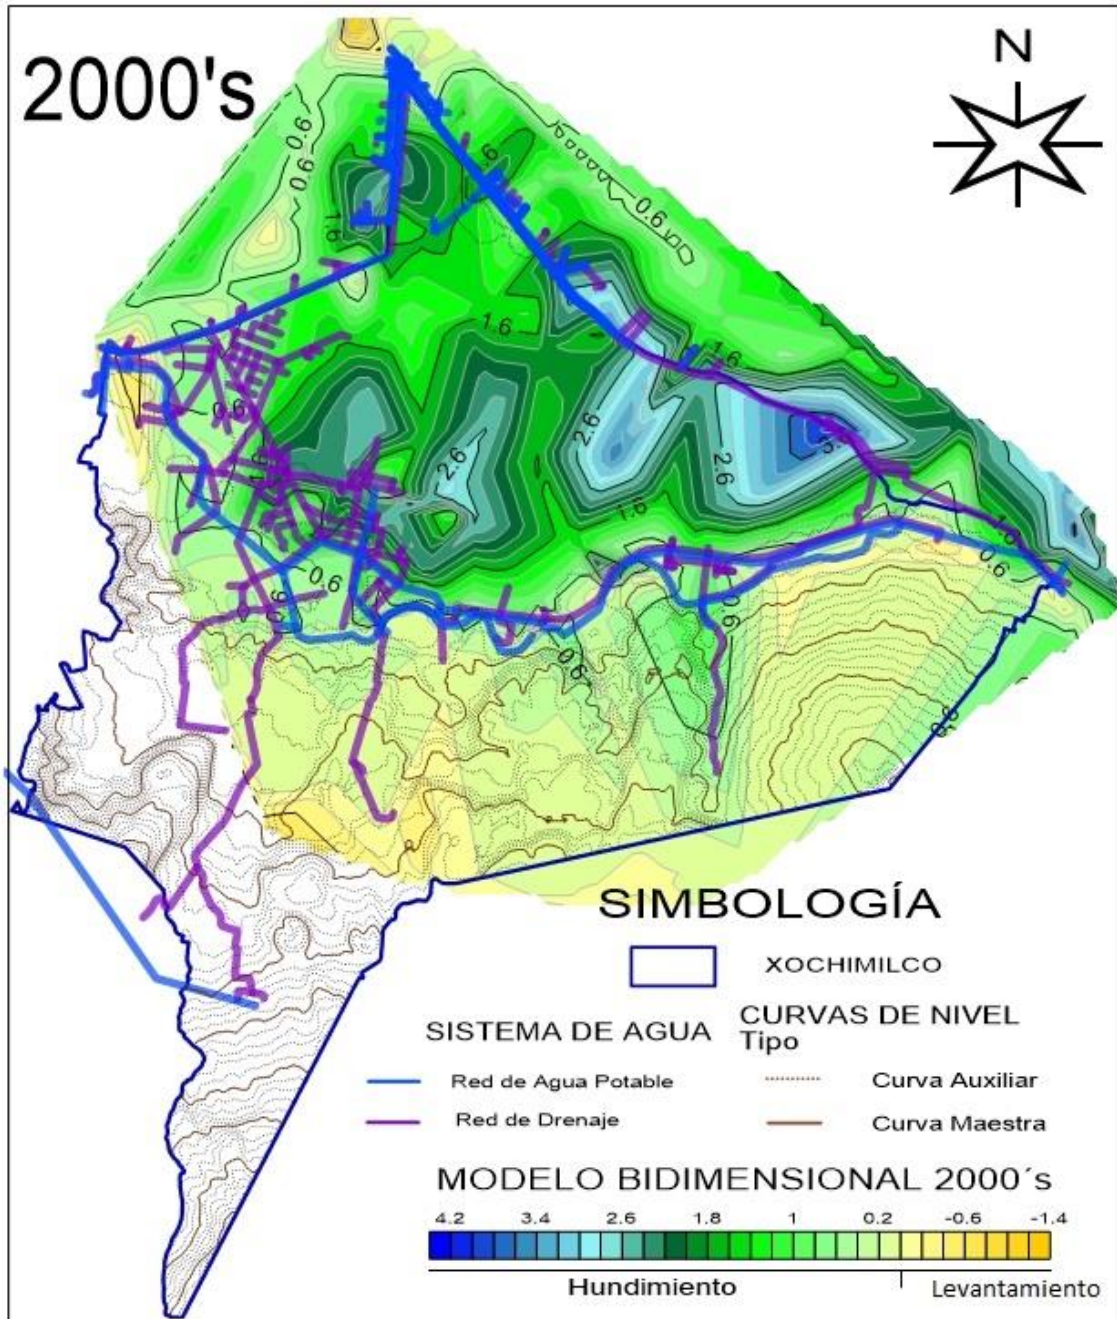 2000's
N
0.6
0.6
.6
0.6
1.6
1.6
1.6
0.6
2.6
2.6
2.6
1.6
1.6
1.6
0.6
0.6
0.6
0.6
0.6
SIMBOLOGÍA
XOCHIMILCO
SISTEMA DE AGUA
CURVAS DE NIVEL
Tipo
Red de Agua Potable
Curva Auxiliar
Red de Drenaje
Curva Maestra
MODELO BIDIMENSIONAL 2000´s
4.2 3.4 2.6 1.8 1 0.2 -0.6 -1.4
Hundimiento
Levantamiento